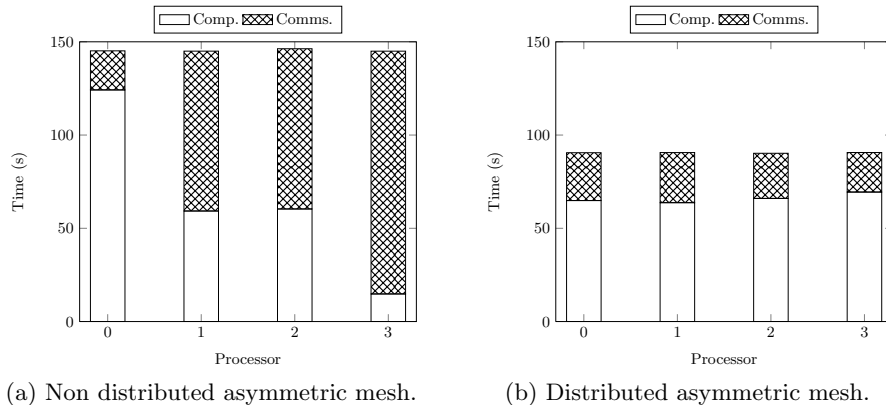 Comp. Comms.
150
100
50
0
Time (s)
0 1 2 3
Processor
(a) Non distributed asymmetric mesh.
Comp. Comms.
150
100
50
0
Time (s)
0 1 2 3
Processor
(b) Distributed asymmetric mesh.